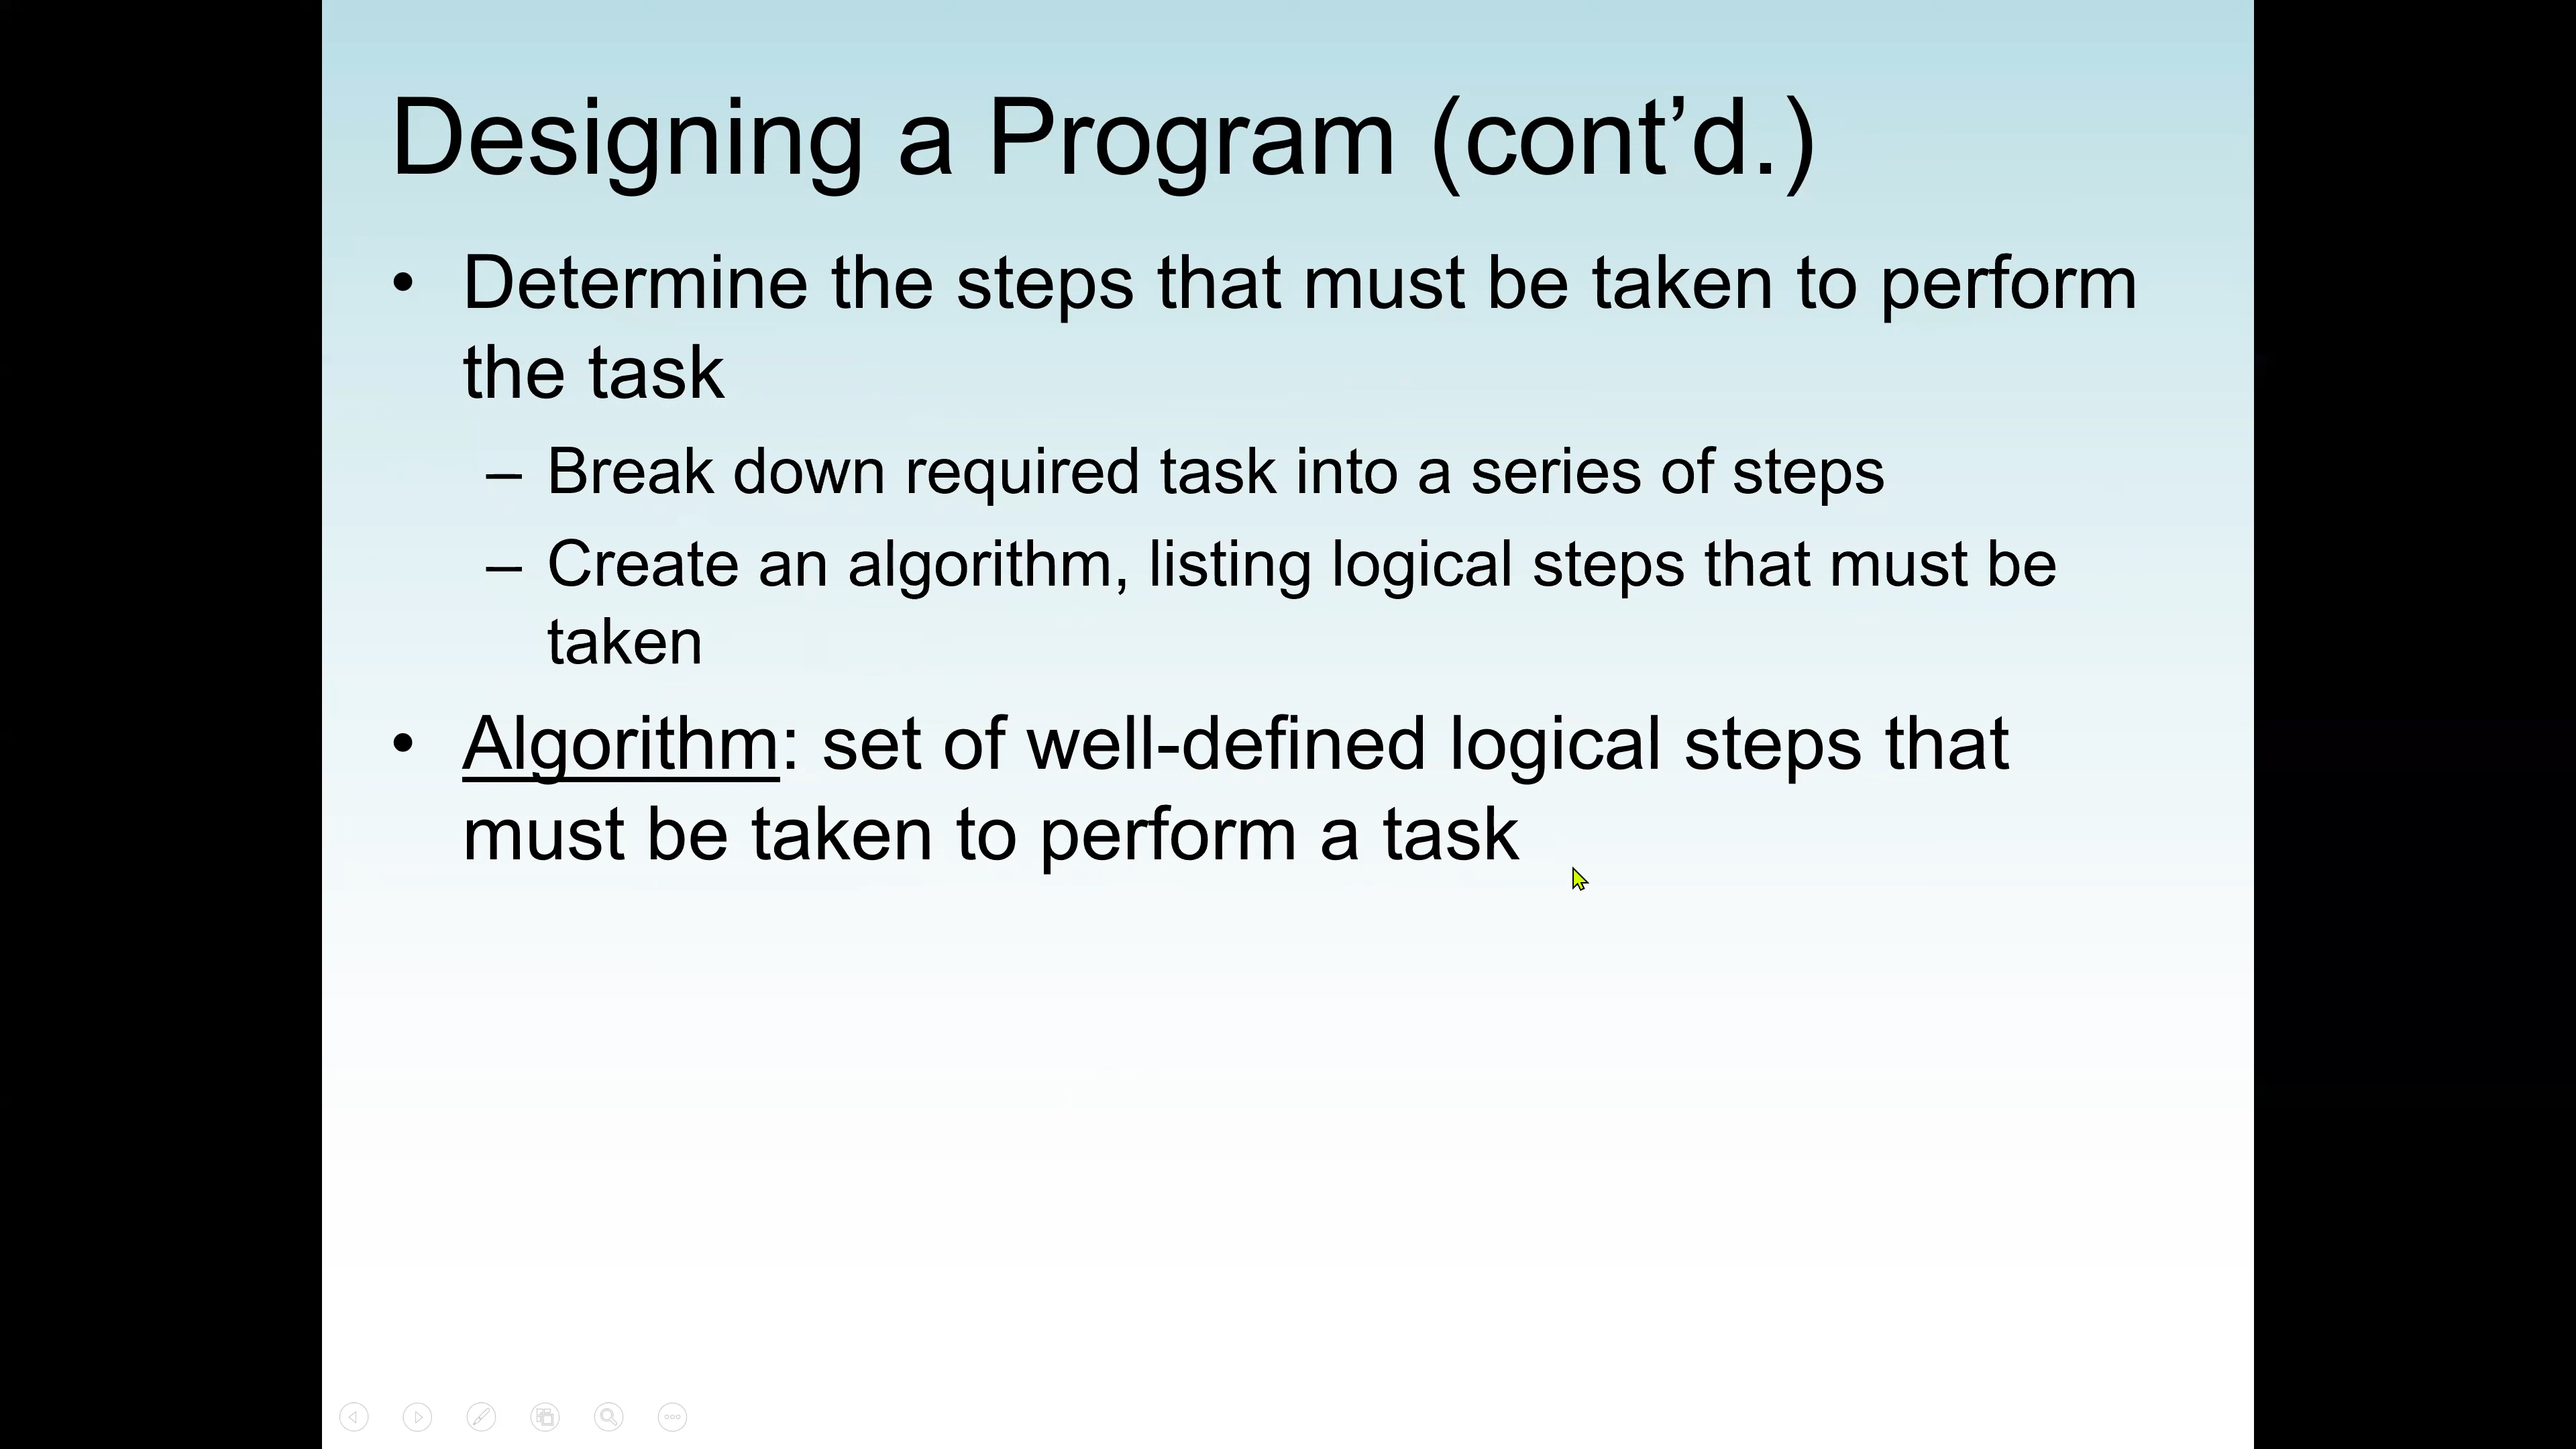 Designing a Program (cont’d.)
• Determine the steps that must be taken to perform
the task
– Break down required task into a series of steps
– Create an algorithm, listing logical steps that must be
taken
• Algorithm: set of well-defined logical steps that
must be taken to perform a task